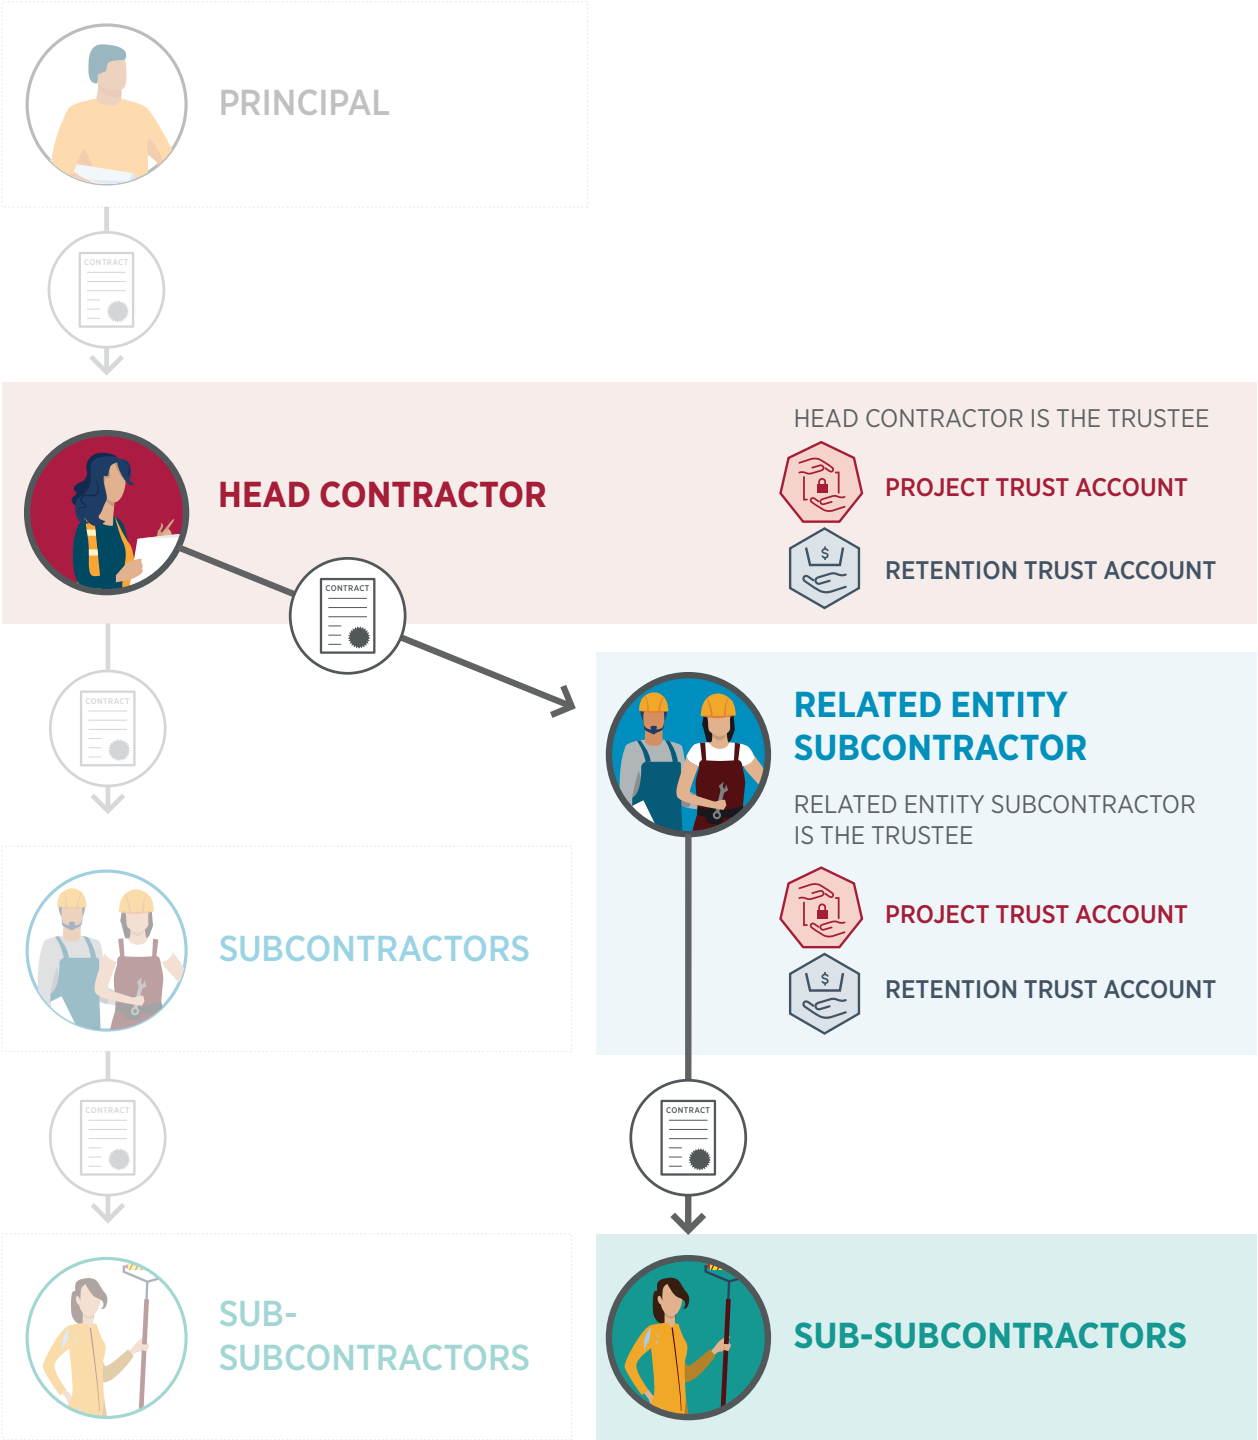 PRINCIPAL
CONTRACT
HEAD CONTRACTOR IS THE TRUSTEE
HEAD CONTRACTOR
PROJECT TRUST ACCOUNT
$
RETENTION TRUST ACCOUNT
CONTRACT
CONTRACT
RELATED ENTITY
SUBCONTRACTOR
RELATED ENTITY SUBCONTRACTOR
IS THE TRUSTEE
PROJECT TRUST ACCOUNT
$
RETENTION TRUST ACCOUNT
SUBCONTRACTORS
CONTRACT
CONTRACT
SUB-
SUBCONTRACTORS
SUB-SUBCONTRACTORS